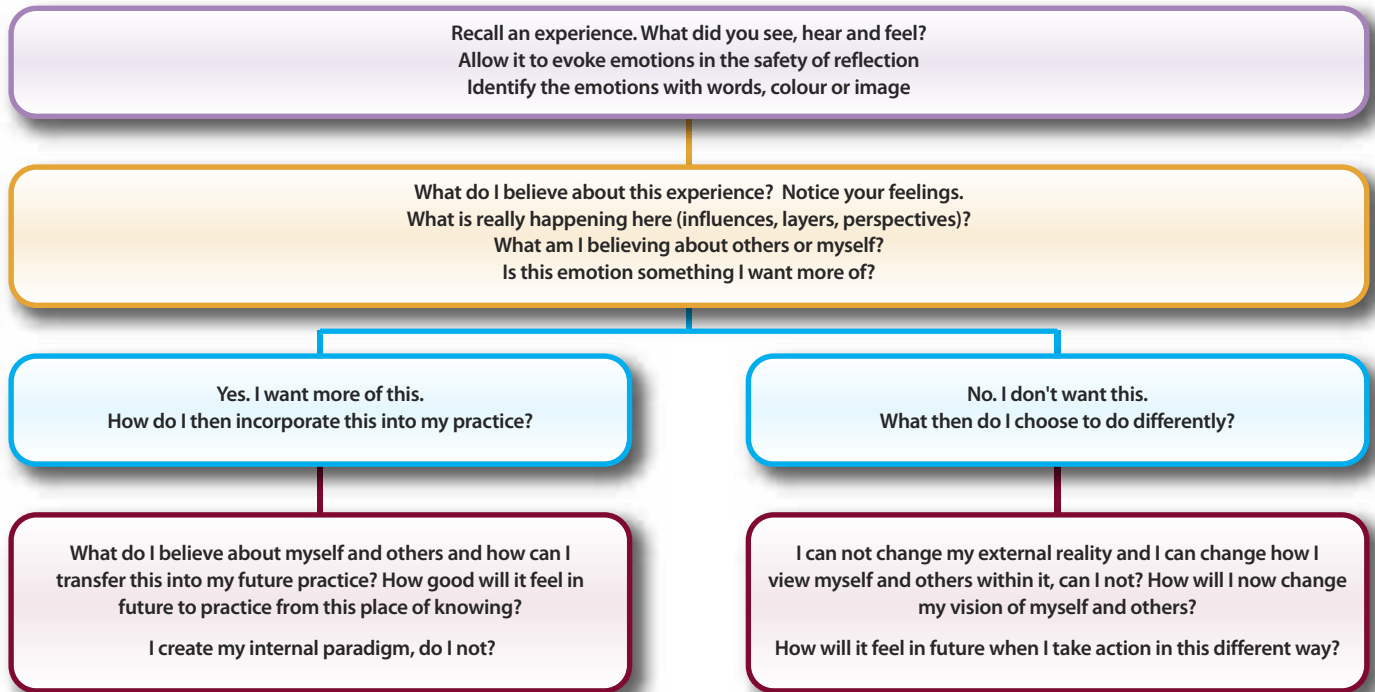 Recall an experience. What did you see, hear and feel?
Allow it to evoke emotions in the safety of reflection
Identify the emotions with words, colour or image
What do I believe about this experience?  Notice your feelings.
What is really happening here (influences, layers, perspectives)?
What am I believing about others or myself?
Is this emotion something I want more of?
Yes. I want more of this.
How do I then incorporate this into my practice?
No. I don't want this.
What then do I choose to do differently?
What do I believe about myself and others and how can I
transfer this into my future practice? How good will it feel in
future to practice from this place of knowing?
I create my internal paradigm, do I not?
I can not change my external reality and I can change how I
view myself and others within it, can I not? How will I now change
my vision of myself and others?
How will it feel in future when I take action in this different way?